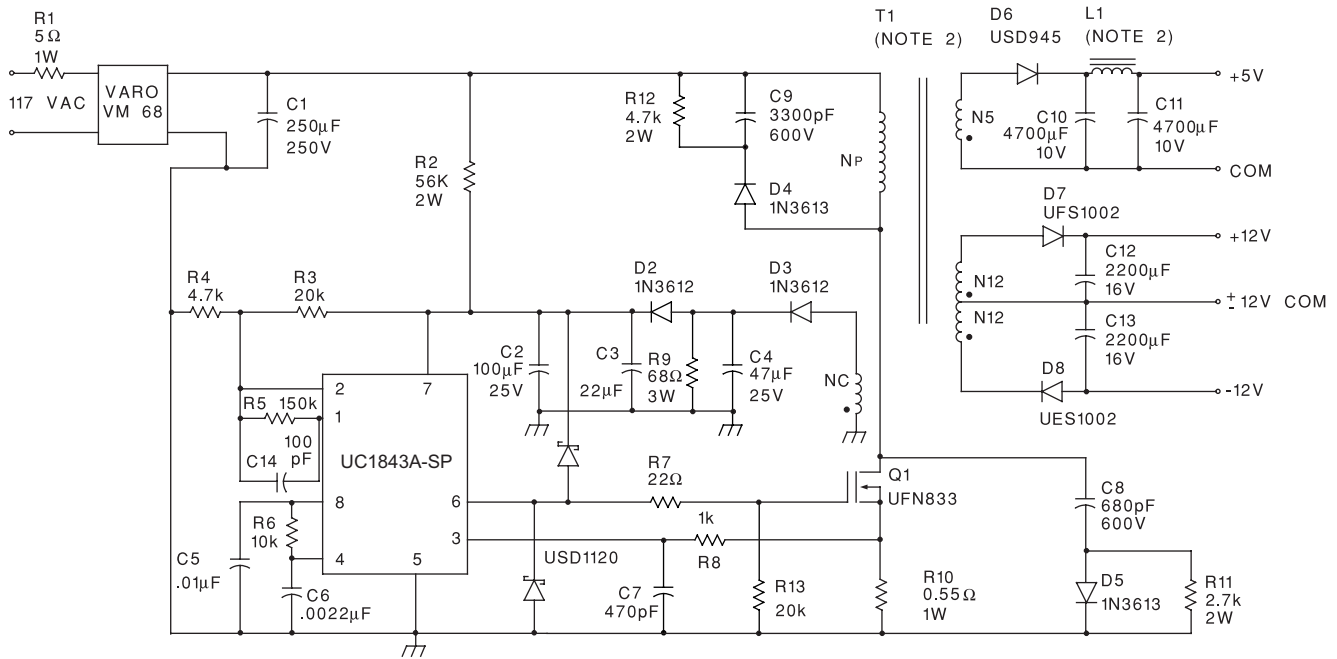 R1
5Ω
1W
117 VAC
VARO
VM 68
C1
250μF
250V
R2
56K
2W
R12
4.7k
2W
C9
3300pF
600V
D4
1N3613
NP
T1
(NOTE 2)
D6
USD945
L1
(NOTE 2)
N5
C10
4700μF
10V
C11
4700μF
10V
+5V
COM
D7
UFS1002
N12
N12
C12
2200μF
16V
C13
2200μF
16V
+12V
± 12V COM
-12V
D8
UES1002
R4
4.7k
R3
20k
D2
1N3612
D3
1N3612
C2
100μF
25V
C3
22μF
R9
68Ω
3W
C4
47μF
25V
NC
R5 150k
C14
100
pF
2
1
7
UC1843A-SP
8
4
5
6
3
R6
10k
C5
.01μF
C6
.0022μF
USD1120
R7
22Ω
1k
R8
C7
470pF
R13
20k
Q1
UFN833
R10
0.55Ω
1W
C8
680pF
600V
D5
1N3613
R11
2.7k
2W